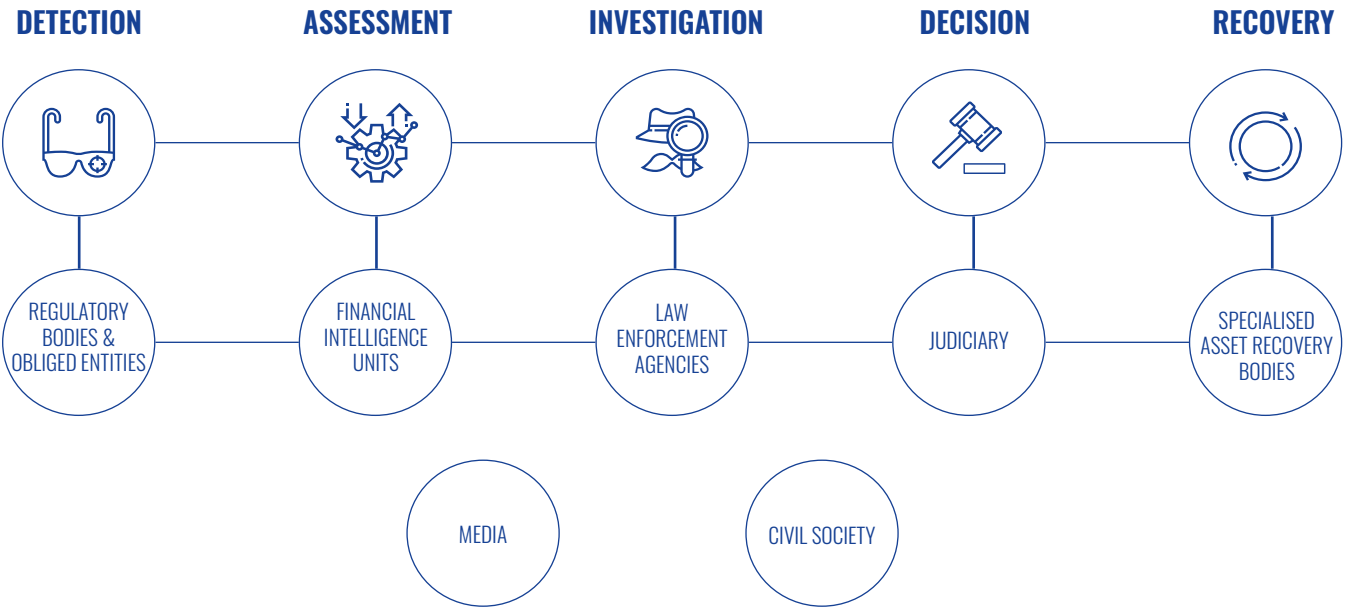 DETECTION
ASSESSMENT
INVESTIGATION
DECISION
RECOVERY
REGULATORY
BODIES &
OBLIGED ENTITIES
FINANCIAL
INTELLIGENCE
UNITS
LAW
ENFORCEMENT
AGENCIES
JUDICIARY
SPECIALISED
ASSET RECOVERY
BODIES
MEDIA
CIVIL SOCIETY